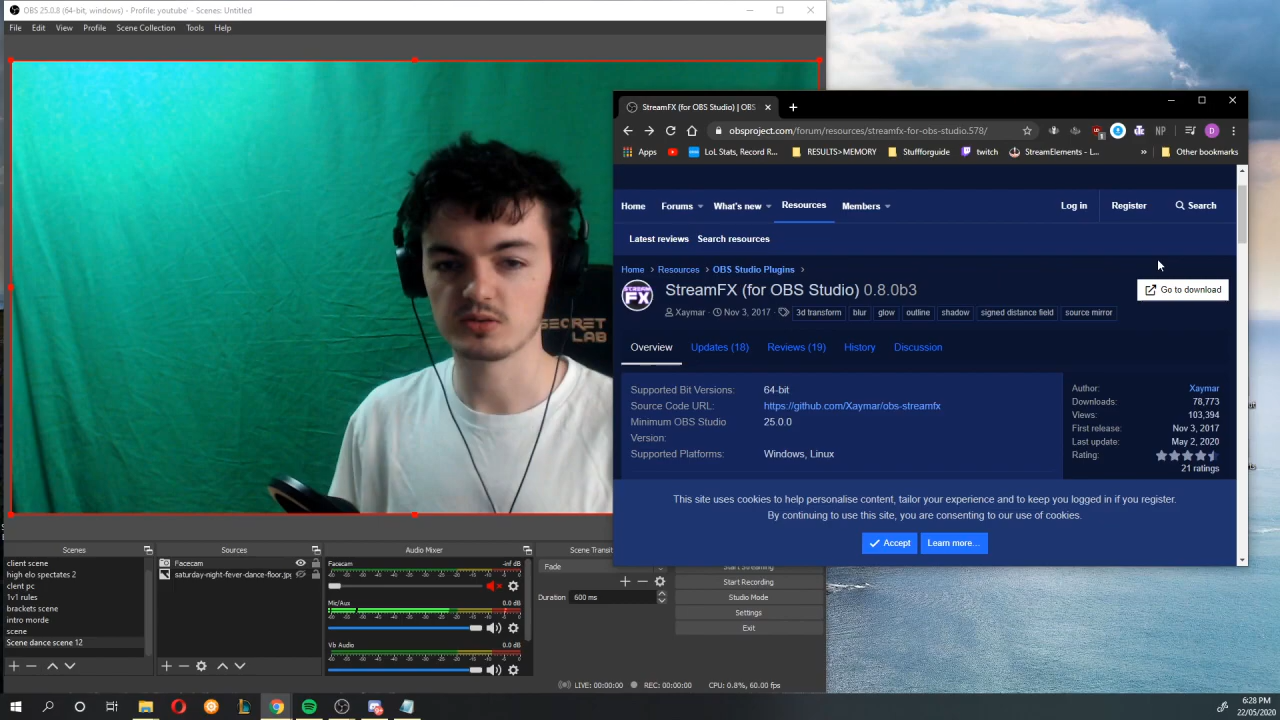 OBS 25.0.8 (64-bit, windows) - Profile: youtube' - Scenes: Untitled
File Edit View Profile Scene Collection Tools Help
StreamFX (for OBS Studio) | OBS
obsproject.com/forum/resources/streamfx-for-obs-studio.578/
Apps LoL Stats, Record R... RESULTS>MEMORY Stuffforguide twitch StreamElements - L... » Other bookmarks
Home Forums What's new Resources Members Log in Register Search
Latest reviews Search resources
Home > Resources > OBS Studio Plugins >
STREAM FX
StreamFX (for OBS Studio) 0.8.0b3
Go to download
Xaymar Nov 3, 2017 3d transform blur glow outline shadow signed distance field source mirror
Overview Updates (18) Reviews (19) History Discussion
Supported Bit Versions: 64-bit
Source Code URL: https://github.com/Xaymar/obs-streamfx
Minimum OBS Studio Version: 25.0.0
Supported Platforms: Windows, Linux
Author: Xaymar
Downloads: 78,773
Views: 103,394
First release: Nov 3, 2017
Last update: May 2, 2020
Rating:
21 ratings
This site uses cookies to help personalise content, tailor your experience and to keep you logged in if you register.
By continuing to use this site, you are consenting to our use of cookies.
Accept Learn more...
SECRET
LAB
Scenes
client scene
high elo spectates 2
client pc
1v1 rules
brackets scene
intro morde
scene
Scene dance scene 12
Sources
Facecam
saturday-night-fever-dance-floor.jpg
Audio Mixer
Facecam -inf dB
Mic/Aux 0.0 dB
Vb Audio 0.0 dB
Scene Transit
Fade
Duration 600 ms
Start Streaming
Start Recording
Studio Mode
Settings
Exit
LIVE: 00:00:00 REC: 00:00:00 CPU: 0.8%, 60.00 fps
6:28 PM
22/05/2020